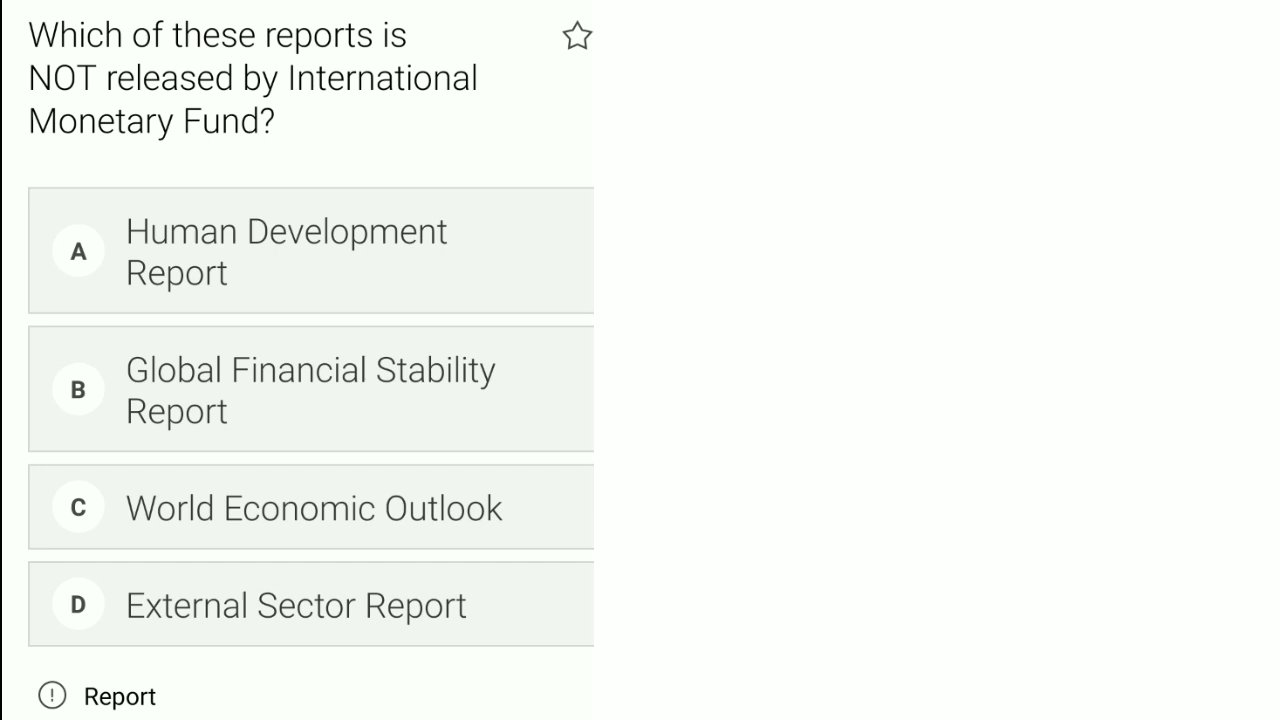 Which of these reports is
NOT released by International
Monetary Fund?
A
Human Development
Report
B
Global Financial Stability
Report
C
World Economic Outlook
D
External Sector Report
Report